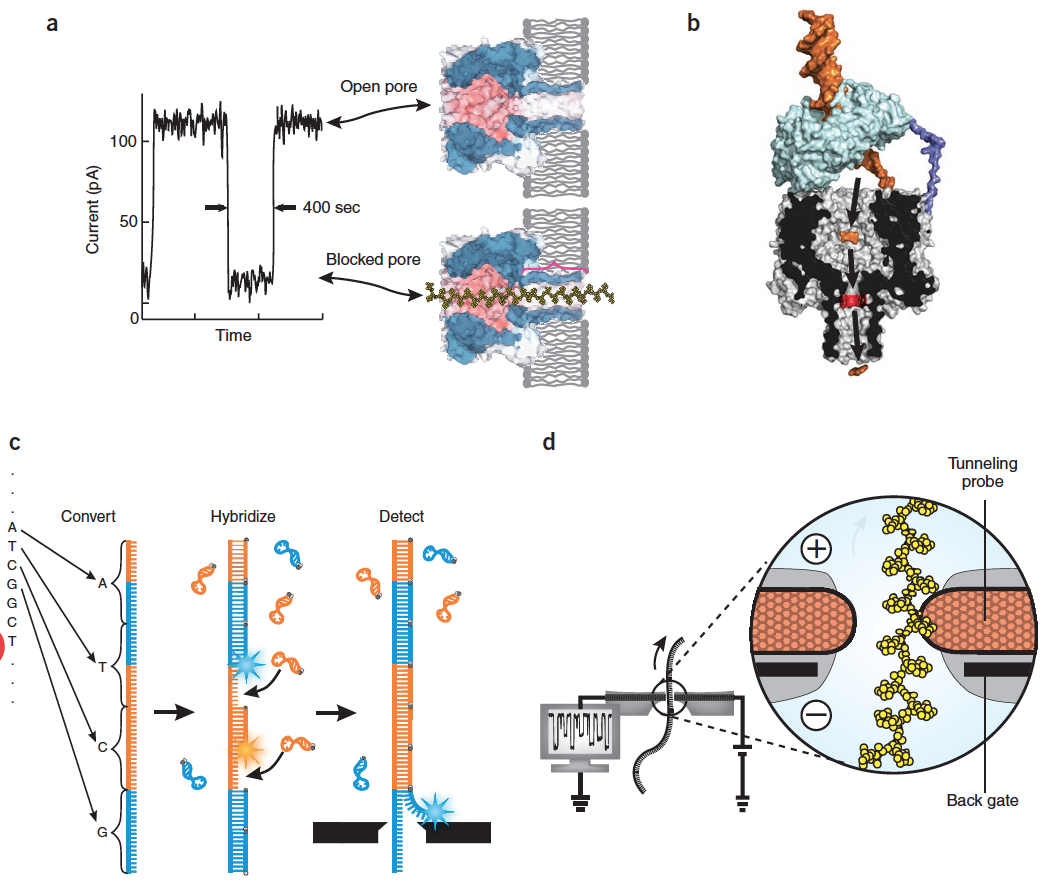 a
Current (pA)
100
50
0
Time
400 sec
Open pore
Blocked pore
b
c
.
.
.
A
T
C
G
G
C
T
.
.
.
Convert
A
T
C
G
Hybridize
Detect
d
Tunneling
probe
+
−
Back gate